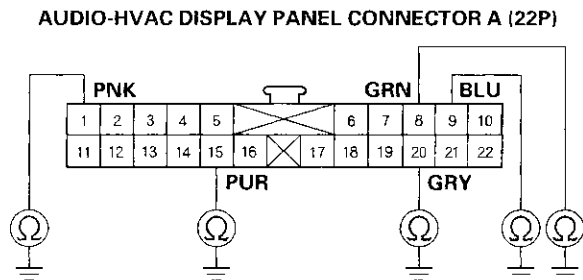 AUDIO-HVAC DISPLAY PANEL CONNECTOR A (22P)
PNK GRN BLU
1 2 3 4 5 6 7 8 9 10
11 12 13 14 15 16 17 18 19 20 21 22
PUR GRY
Ω Ω Ω Ω Ω